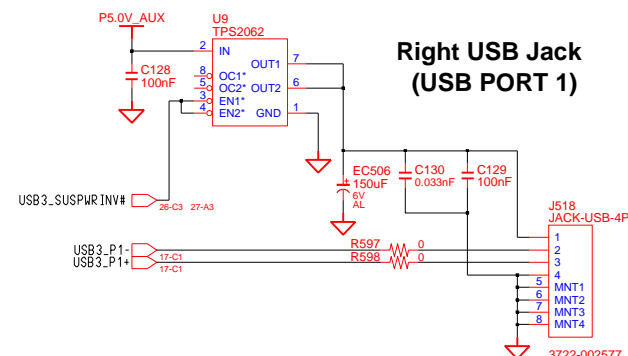 P5.0V_AUX
U9
TPS2062
2 IN
OUT1 7
8 OC1*
5 OC2* OUT2 6
3 EN1*
4 EN2* GND 1
C128
100nF
Right USB Jack
(USB PORT 1)
EC506
150uF
6V
AL
C130
0.033nF
C129
100nF
USB3_SUSPWRINV#
26-C3 27-A3
J518
JACK-USB-4P
USB3_P1-
17-C1
USB3_P1+
17-C1
R597 0
R598 0
1
2
3
4
5 MNT1
6 MNT2
7 MNT3
8 MNT4
3722-002577